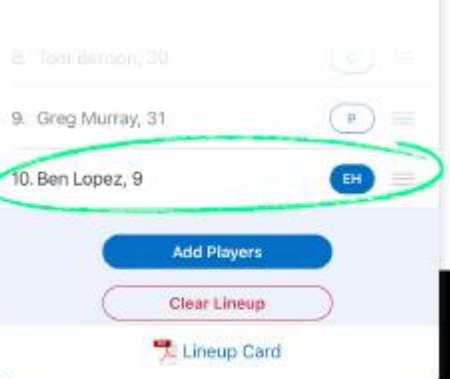 8. Tom Benson, 30 C
9. Greg Murray, 31 P
10. Ben Lopez, 9 EH
Add Players
Clear Lineup
PDF Lineup Card